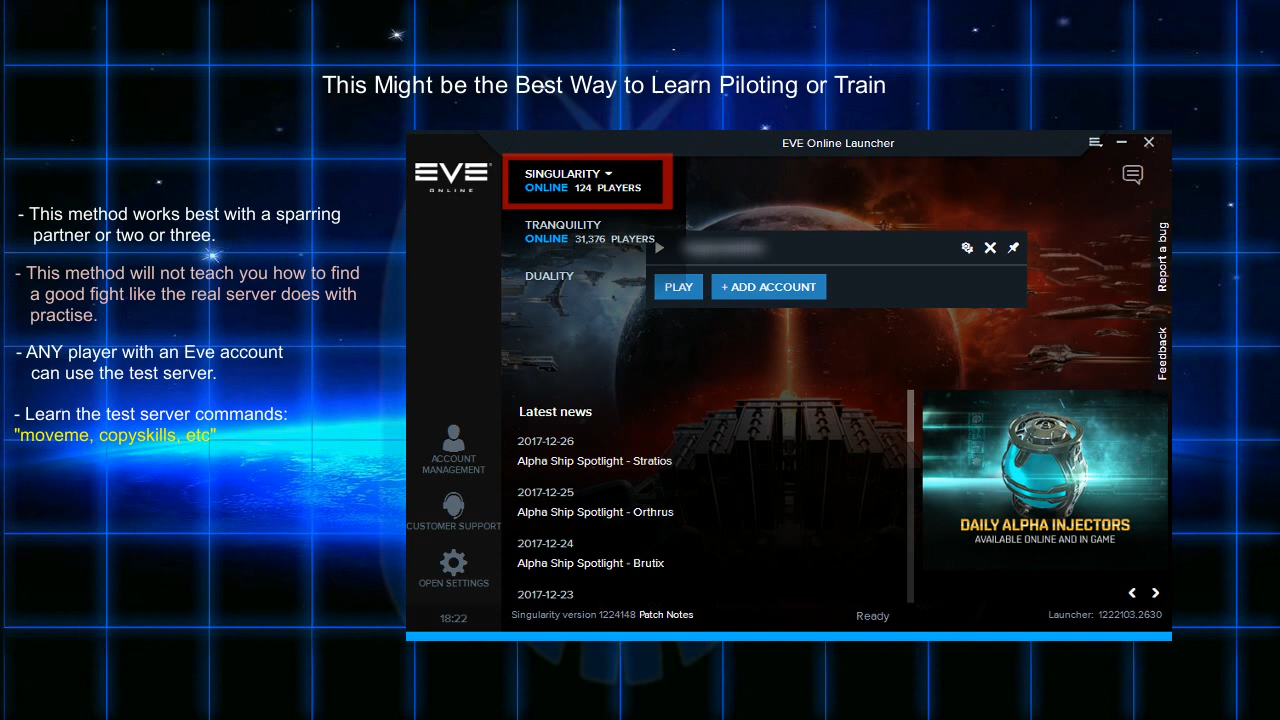 This Might be the Best Way to Learn Piloting or Train
- This method works best with a sparring
partner or two or three.
- This method will not teach you how to find
a good fight like the real server does with
practise.
- ANY player with an Eve account
can use the test server.
- Learn the test server commands:
"moveme, copyskills, etc"
EVE Online Launcher
EVE
ONLINE
SINGULARITY
ONLINE 124 PLAYERS
TRANQUILITY
ONLINE 31,376 PLAYERS
DUALITY
PLAY
+ ADD ACCOUNT
Report a bug
Feedback
ACCOUNT
MANAGEMENT
CUSTOMER SUPPORT
OPEN SETTINGS
18:22
Latest news
2017-12-26
Alpha Ship Spotlight - Stratios
2017-12-25
Alpha Ship Spotlight - Orthrus
2017-12-24
Alpha Ship Spotlight - Brutix
2017-12-23
DAILY ALPHA INJECTORS
AVAILABLE ONLINE AND IN GAME
Singularity version 1224148 Patch Notes
Ready
Launcher: 1222103.2630